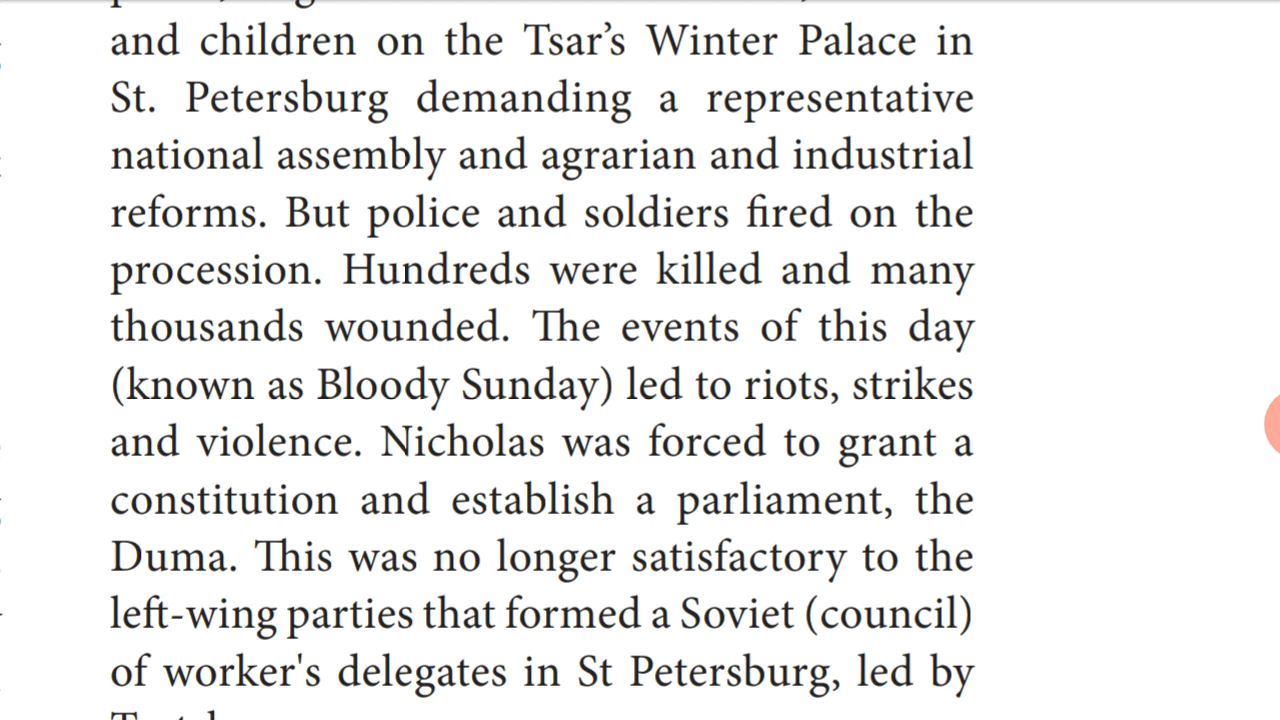 and children on the Tsar’s Winter Palace in
St. Petersburg demanding a representative
national assembly and agrarian and industrial
reforms. But police and soldiers fired on the
procession. Hundreds were killed and many
thousands wounded. The events of this day
(known as Bloody Sunday) led to riots, strikes
and violence. Nicholas was forced to grant a
constitution and establish a parliament, the
Duma. This was no longer satisfactory to the
left-wing parties that formed a Soviet (council)
of worker's delegates in St Petersburg, led by